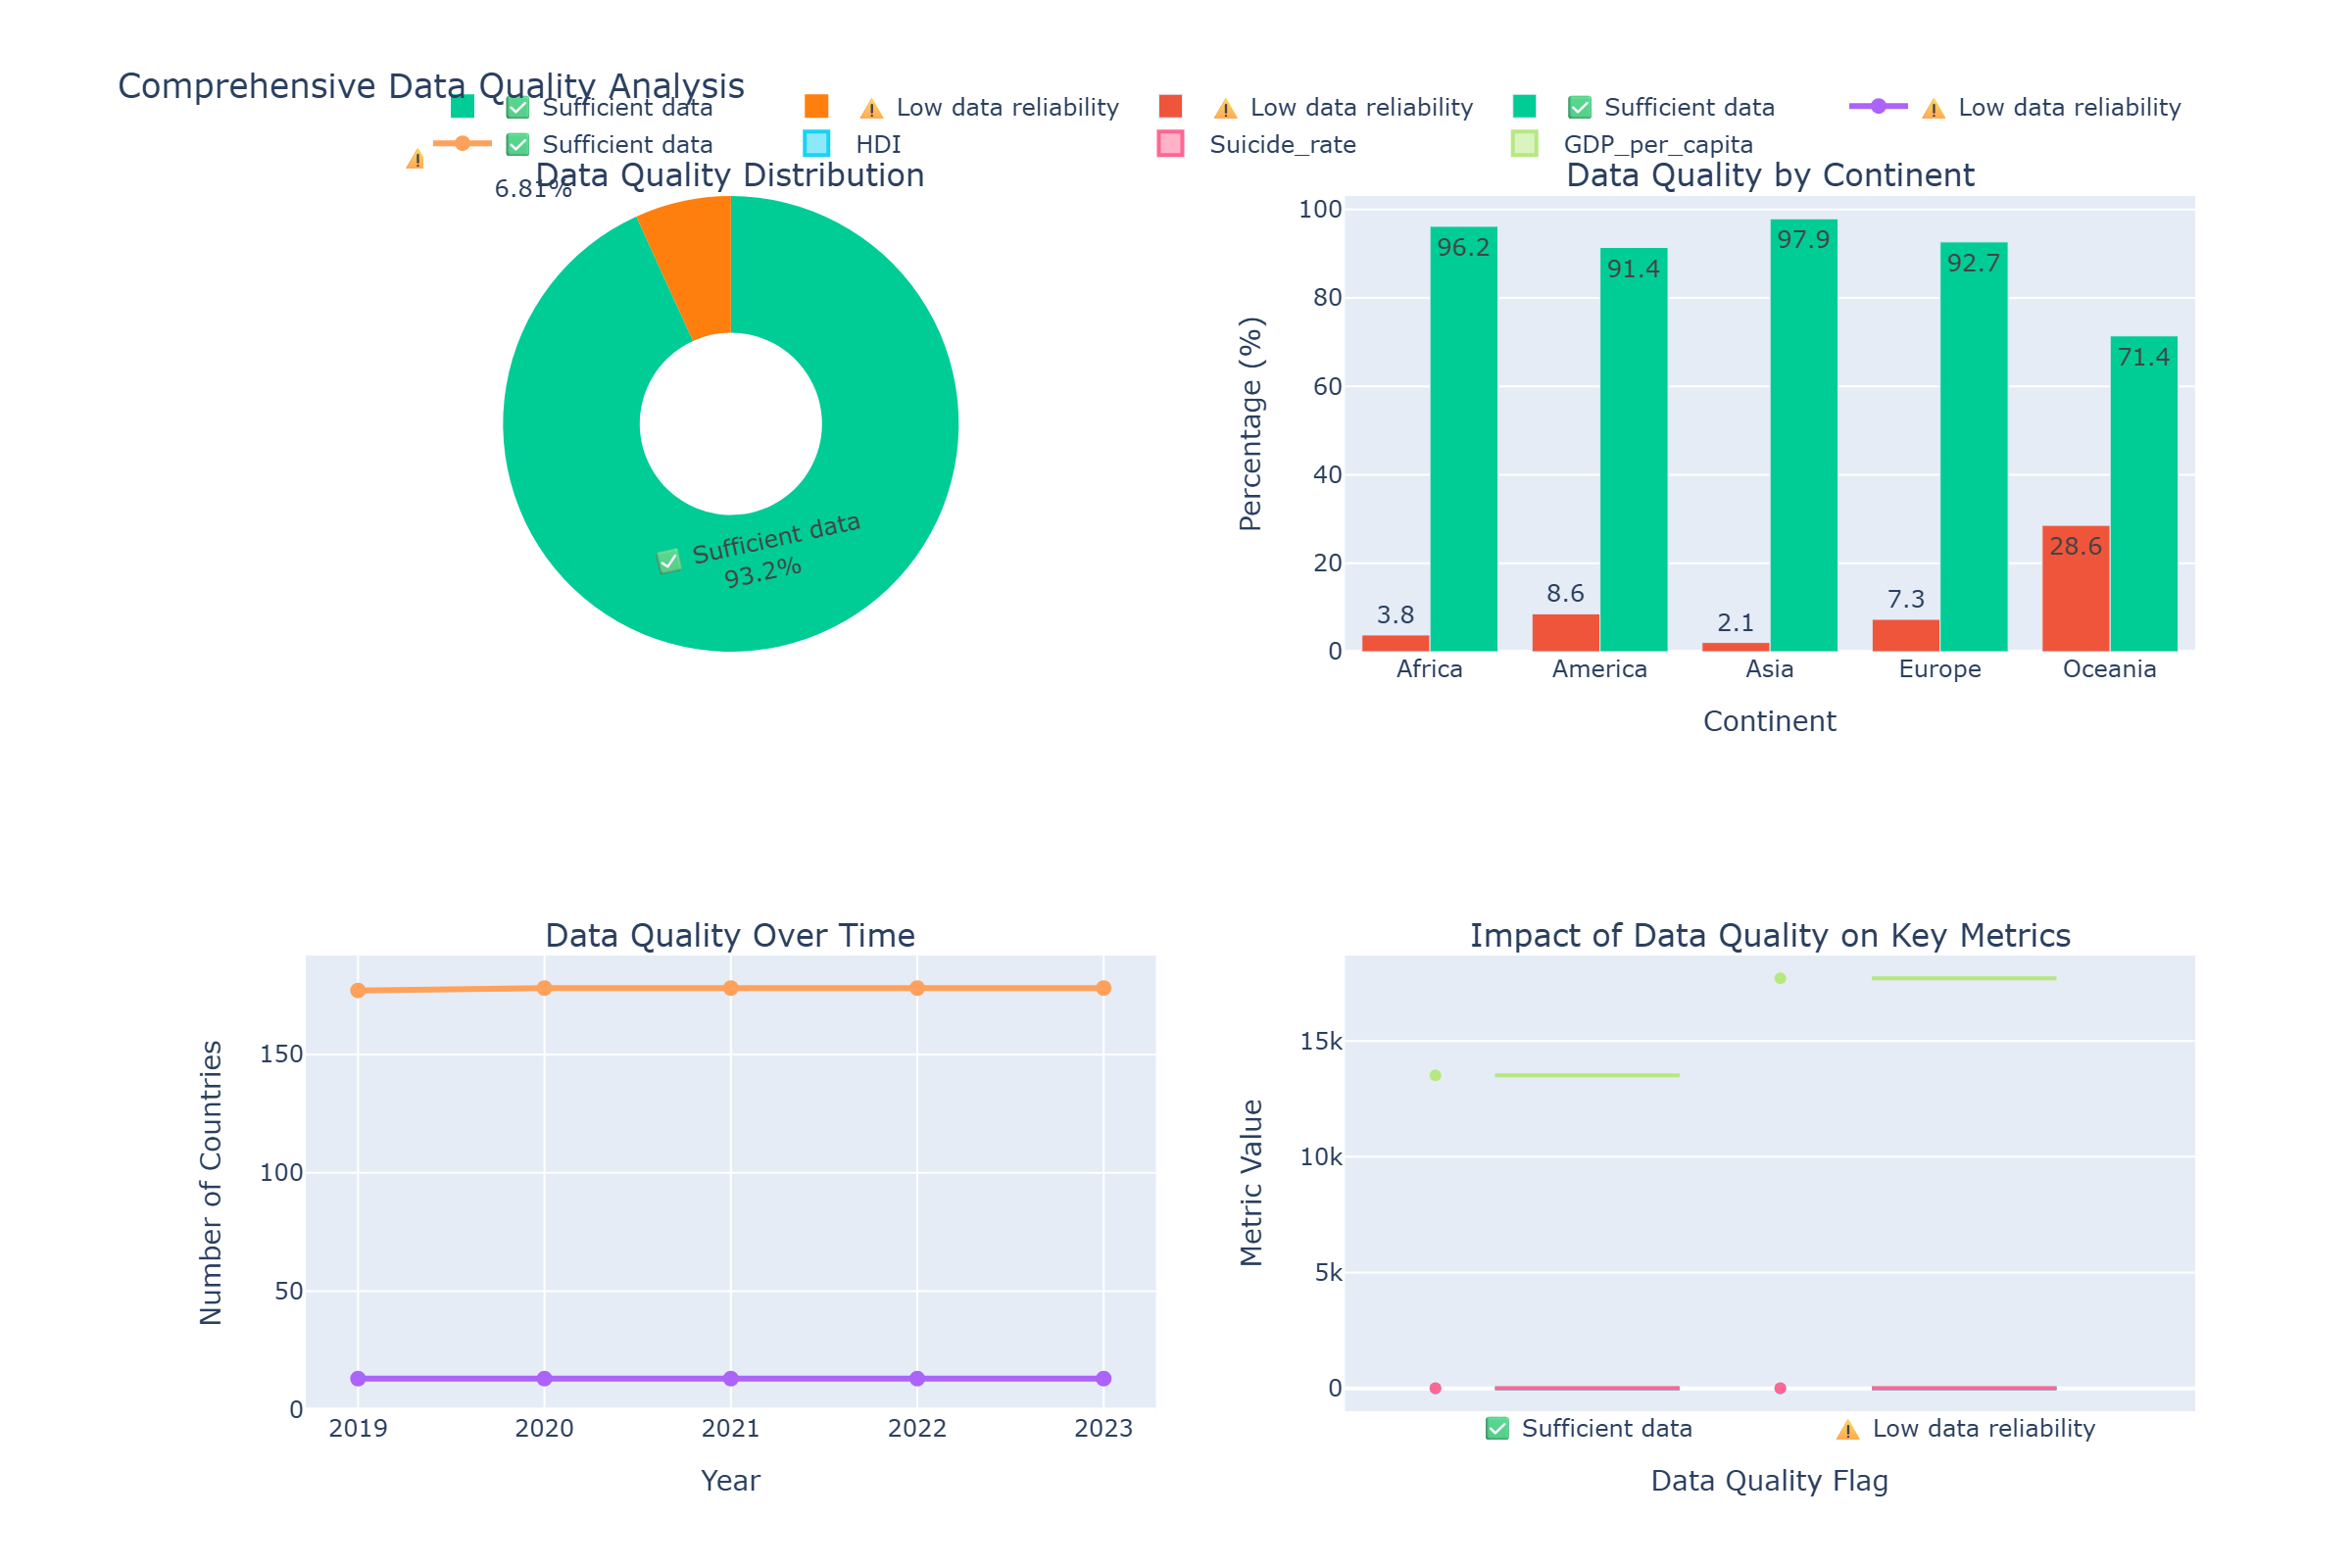 Comprehensive Data Quality Analysis
✅ Sufficient data
⚠ Low data reliability
⚠ Low data reliability
✅ Sufficient data
⚠ Low data reliability
✅ Sufficient data
HDI
Suicide_rate
GDP_per_capita
Data Quality Distribution
⚠
6.81%
✅ Sufficient data
93.2%
Data Quality by Continent
Percentage (%)
100
80
60
40
20
0
96.2
91.4
97.9
92.7
71.4
3.8
8.6
2.1
7.3
28.6
Africa
America
Asia
Europe
Oceania
Continent
Data Quality Over Time
Number of Countries
150
100
50
0
2019
2020
2021
2022
2023
Year
Impact of Data Quality on Key Metrics
Metric Value
15k
10k
5k
0
✅ Sufficient data
⚠ Low data reliability
Data Quality Flag